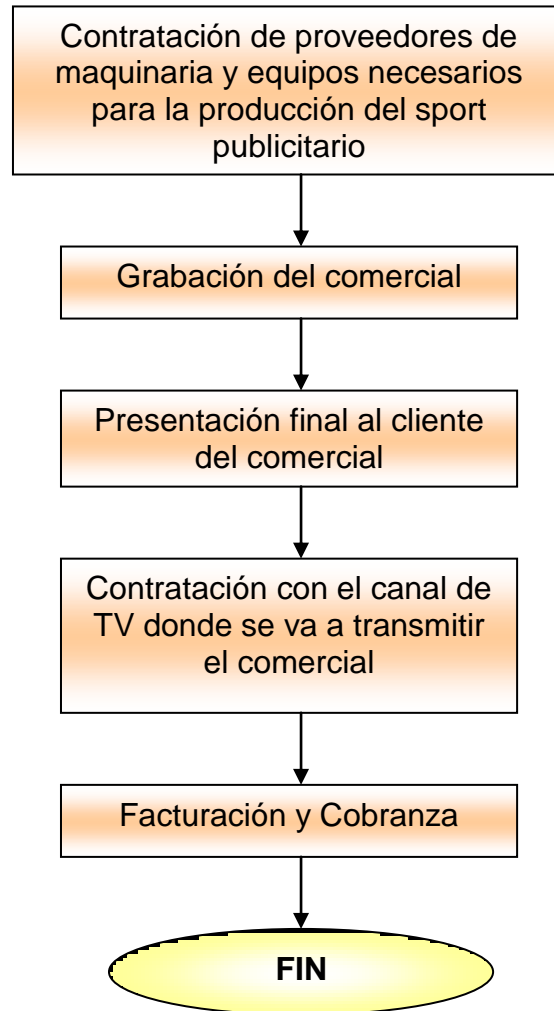 Contratación de proveedores de
maquinaria y equipos necesarios
para la producción del sport
publicitario
Grabación del comercial
Presentación final al cliente
del comercial
Contratación con el canal de
TV donde se va a transmitir
el comercial
Facturación y Cobranza
FIN